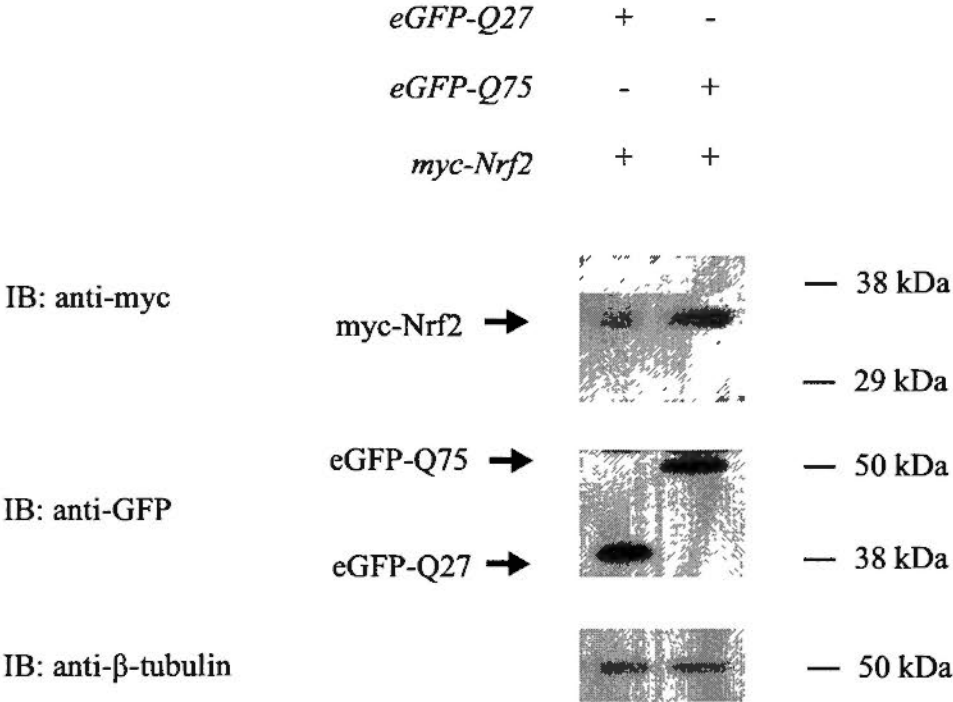 eGFP-Q27 + -
eGFP-Q75 - +
myc-Nrf2 + +
IB: anti-myc
38 kDa
myc-Nrf2
29 kDa
eGFP-Q75
50 kDa
IB: anti-GFP
eGFP-Q27
38 kDa
IB: anti-β-tubulin
50 kDa